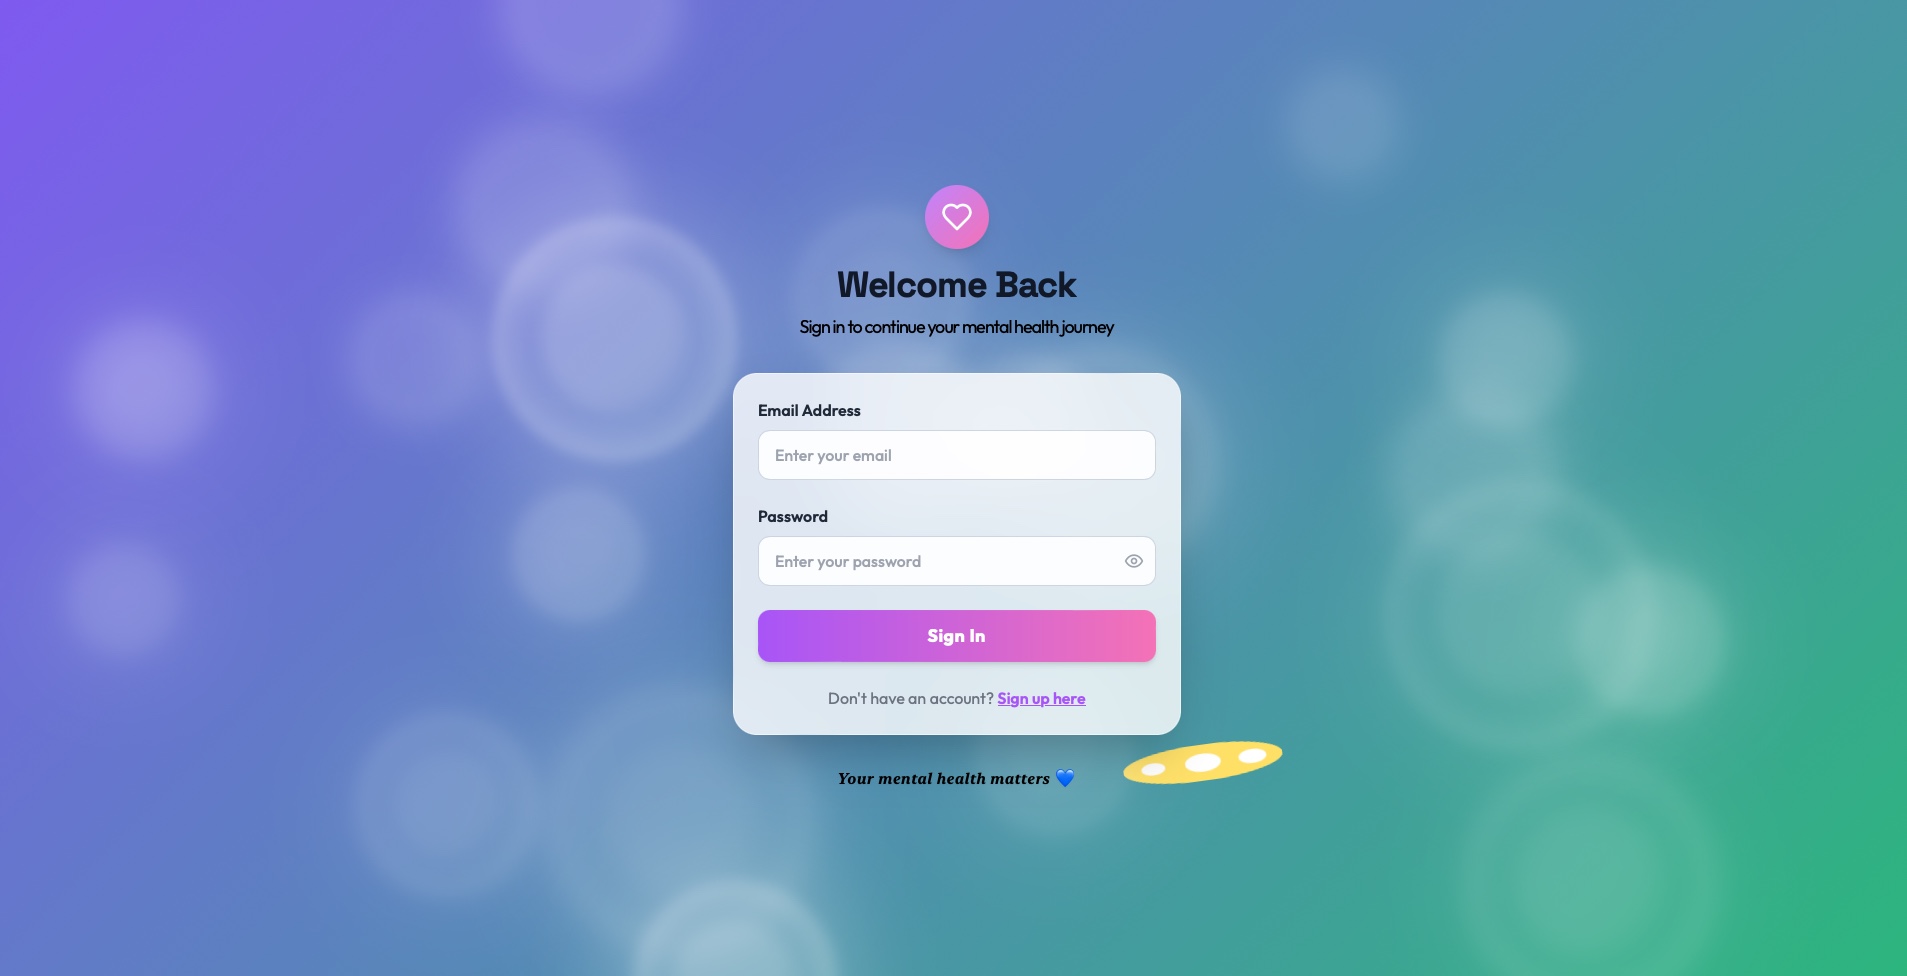 Welcome Back
Sign in to continue your mental health journey
Email Address
Enter your email
Password
Enter your password
Sign In
Don't have an account? Sign up here
Your mental health matters 💙